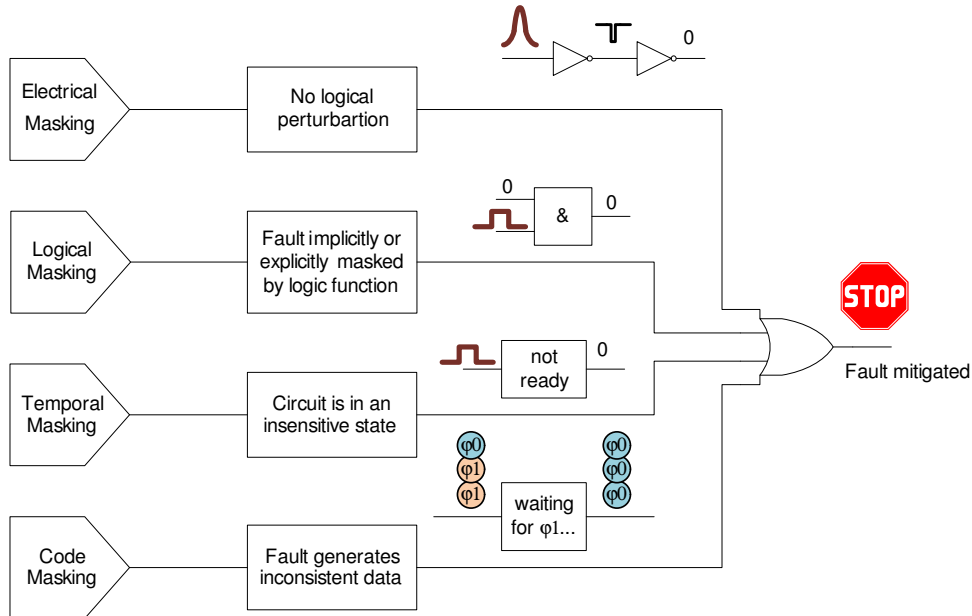 0
Electrical
Masking
No logical
perturbartion
0
0
&
Logical
Masking
Fault implicitly or
explicitly masked
by logic function
STOP
not
ready
0
Fault mitigated
Temporal
Masking
Circuit is in an
insensitive state
φ0
φ1
φ1
φ0
φ0
φ0
waiting
for φ1...
Code
Masking
Fault generates
inconsistent data